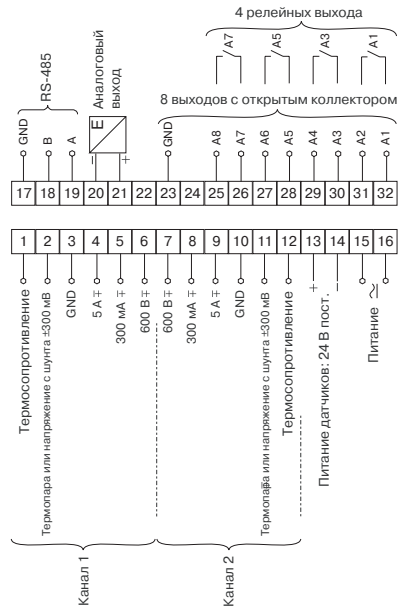 4 релейных выхода
A7
A5
A3
A1
RS-485
Аналоговый
выход
8 выходов с открытым коллектором
GND
B
A
E
−
+
GND
A8
A7
A6
A5
A4
A3
A2
A1
17 18 19 20 21 22 23 24 25 26 27 28 29 30 31 32
1 2 3 4 5 6 7 8 9 10 11 12 13 14 15 16
Термосопротивление
Термопара или напряжение с шунта ±300 мВ
GND
5 А ∓
300 мА ∓
600 В ∓
600 В ∓
300 мА ∓
5 А ∓
GND
Термопара или напряжение с шунта ±300 мВ
Термосопротивление
+
−
Питание датчиков: 24 В пост.
Питание ≃
Канал 1
Канал 2